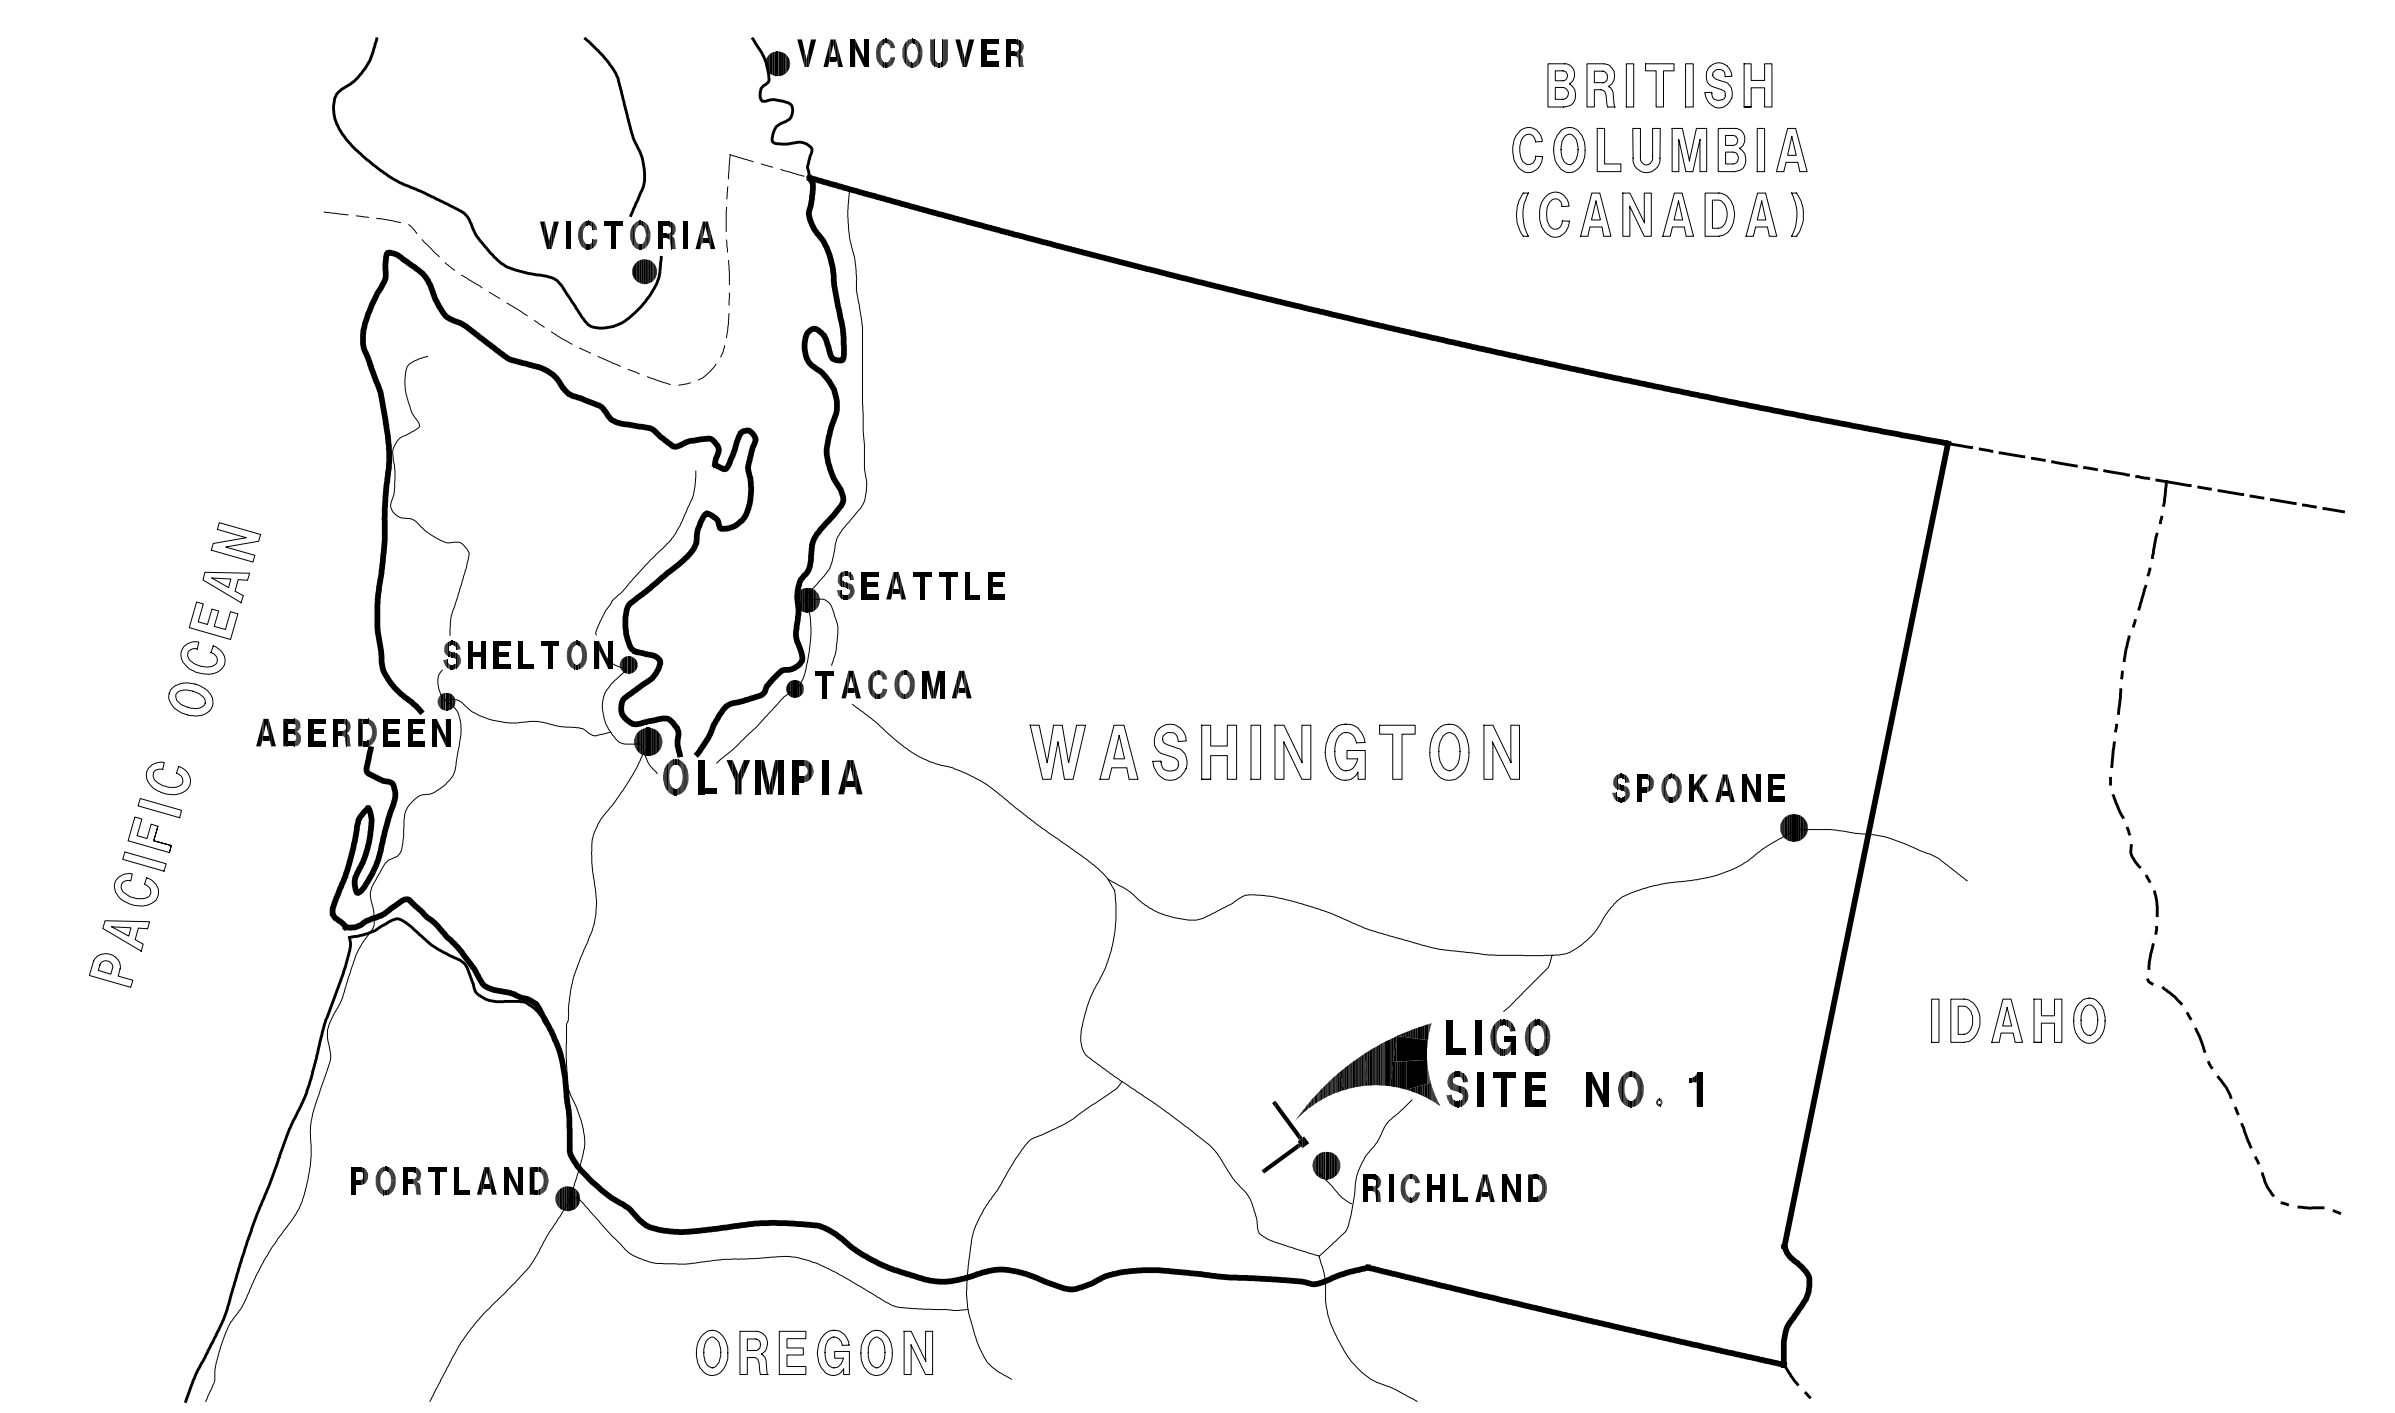 VANCOUVER
BRITISH
COLUMBIA
(CANADA)
VICTORIA
PACIFIC OCEAN
SEATTLE
SHELTON
TACOMA
ABERDEEN
OLYMPIA
WASHINGTON
SPOKANE
IDAHO
LIGO
SITE NO. 1
PORTLAND
RICHLAND
OREGON